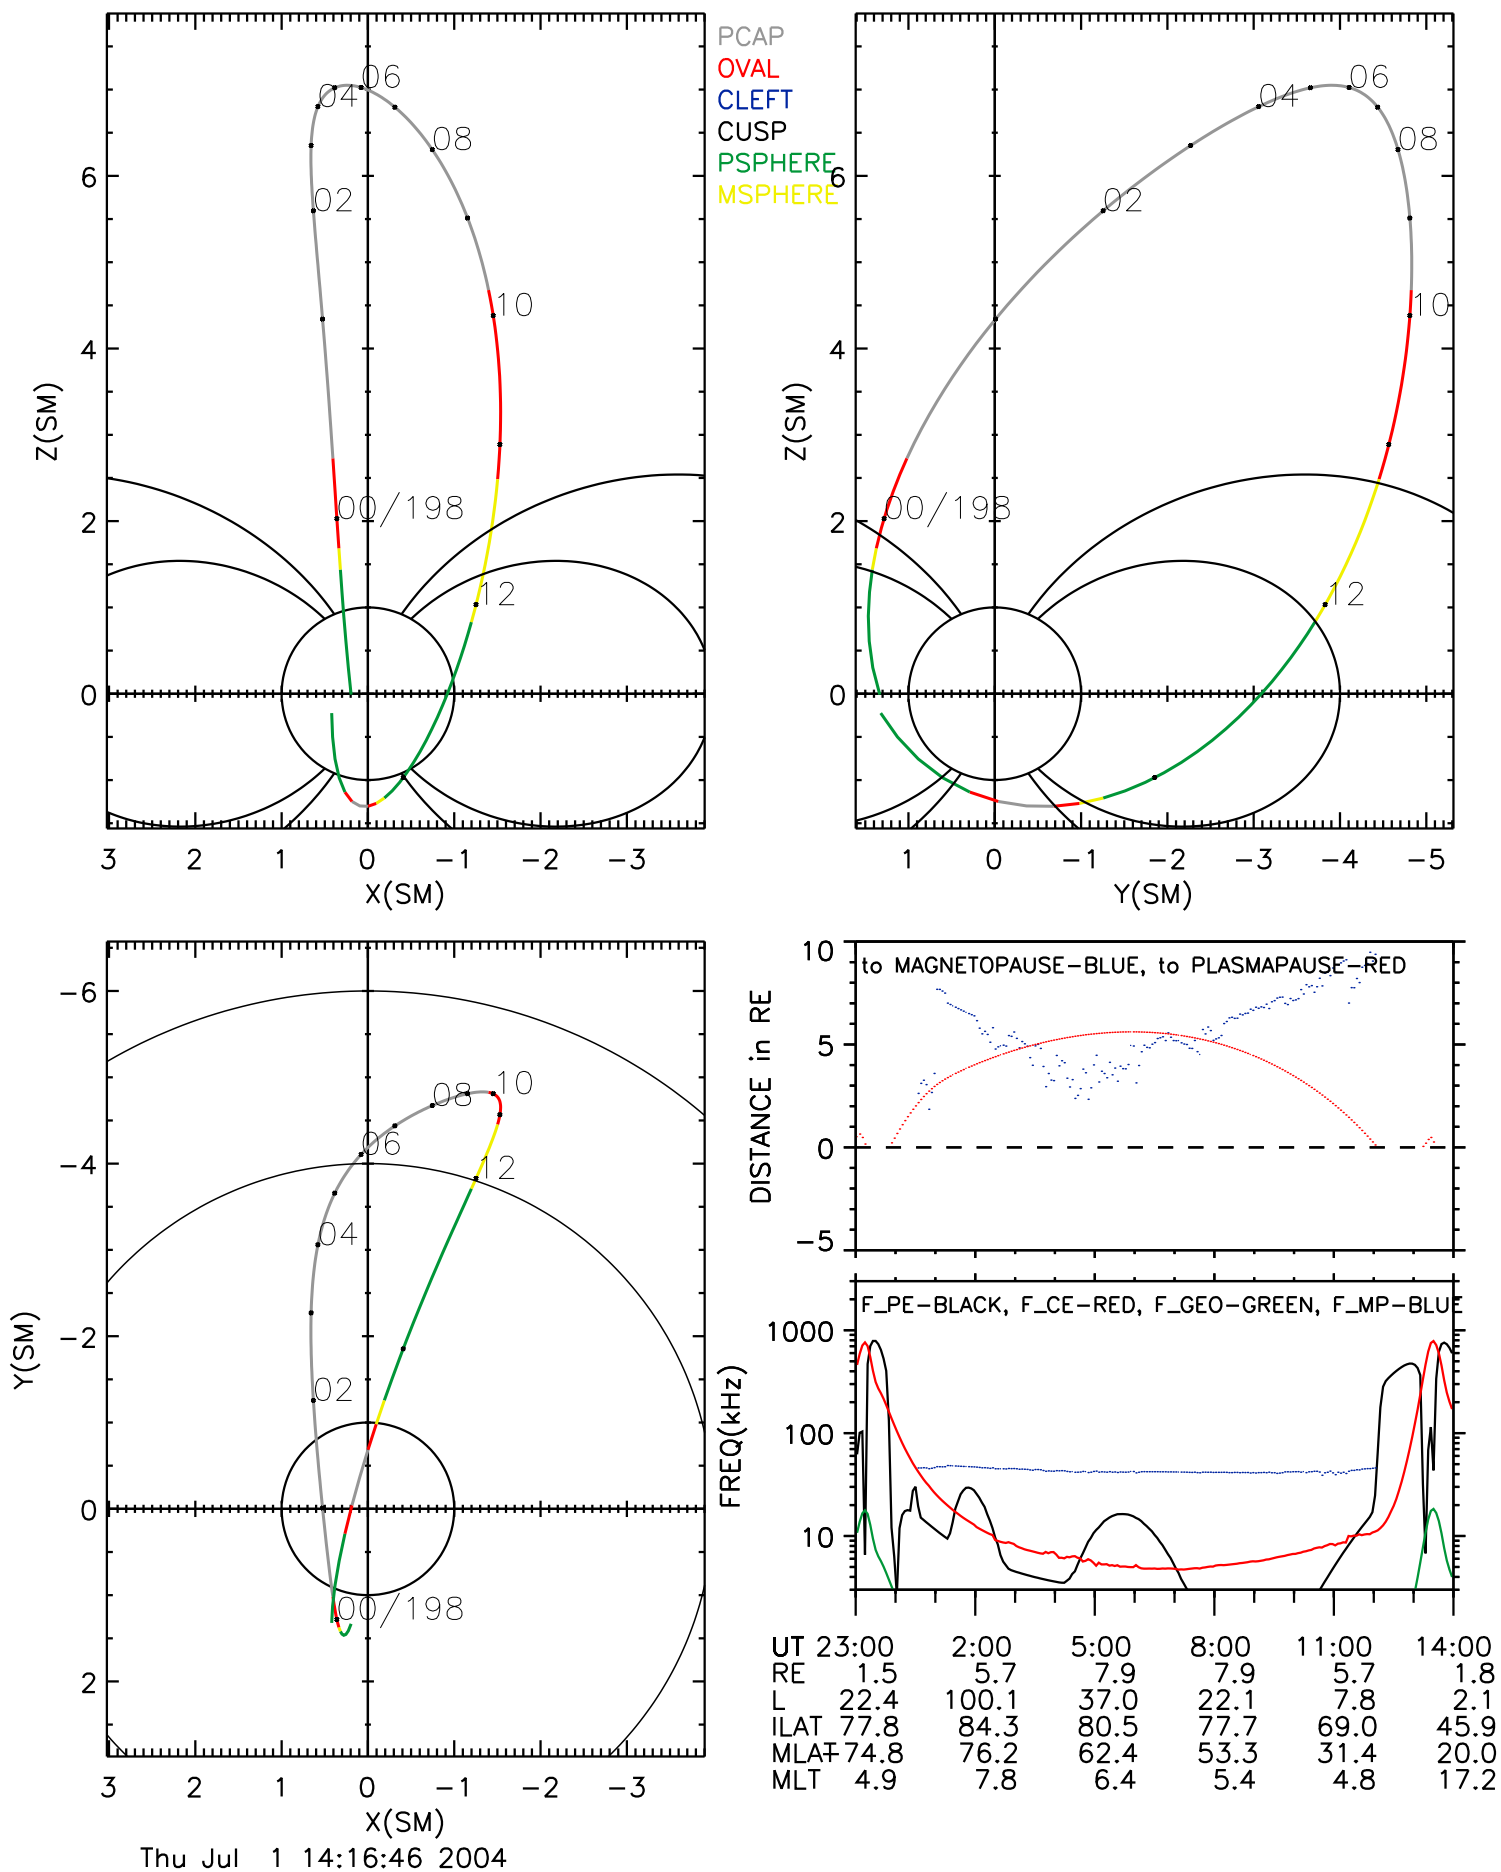 PCAP
OVAL
CLEFT
CUSP
PSPHERE
MSPHERE
06
04
08
02
10
00/198
12
6
4
2
0
Z(SM)
3 2 1 0 -1 -2 -3
X(SM)
06
04
08
02
10
00/198
12
6
4
2
0
Z(SM)
1 0 -1 -2 -3 -4 -5
Y(SM)
-6
-4
-2
0
2
Y(SM)
08
10
06
12
04
02
00/198
3 2 1 0 -1 -2 -3
X(SM)
to MAGNETOPAUSE-BLUE, to PLASMAPAUSE-RED
10
5
0
-5
DISTANCE in RE
F_PE-BLACK, F_CE-RED, F_GEO-GREEN, F_MP-BLUE
1000
100
10
FREQ(kHz)
UT 23:00 2:00 5:00 8:00 11:00 14:00
RE 1.5 5.7 7.9 7.9 5.7 1.8
L 22.4 100.1 37.0 22.1 7.8 2.1
ILAT 77.8 84.3 80.5 77.7 69.0 45.9
MLAT-74.8 76.2 62.4 53.3 31.4 20.0
MLT 4.9 7.8 6.4 5.4 4.8 17.2
Thu Jul 1 14:16:46 2004